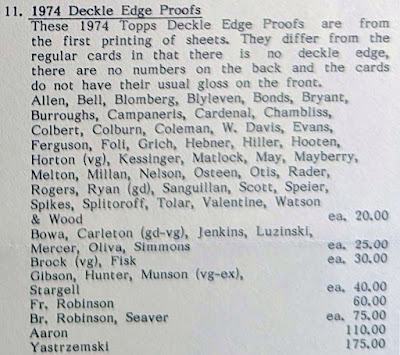 11. 1974 Deckle Edge Proofs
These 1974 Topps Deckle Edge Proofs are from
the first printing of sheets. They differ from the
regular cards in that there is no deckle edge,
there are no numbers on the back and the cards
do not have their usual gloss on the front.
Allen, Bell, Blomberg, Blyleven, Bonds, Bryant,
Burroughs, Campaneris, Cardenal, Chambliss,
Colbert, Colburn, Coleman, W. Davis, Evans,
Ferguson, Foli, Grich, Hebner, Hiller, Hooten,
Horton (vg), Kessinger, Matlock, May, Mayberry,
Melton, Millan, Nelson, Osteen, Otis, Rader,
Rogers, Ryan (gd), Sanguillan, Scott, Speier,
Spikes, Splitoroff, Tolar, Valentine, Watson
& Wood ea. 20.00
Bowa, Carleton (gd-vg), Jenkins, Luzinski,
Mercer, Oliva, Simmons ea. 25.00
Brock (vg), Fisk ea. 30.00
Gibson, Hunter, Munson (vg-ex),
Stargell ea. 40.00
Fr. Robinson 60.00
Br. Robinson, Seaver ea. 75.00
Aaron 110.00
Yastrzemski 175.00